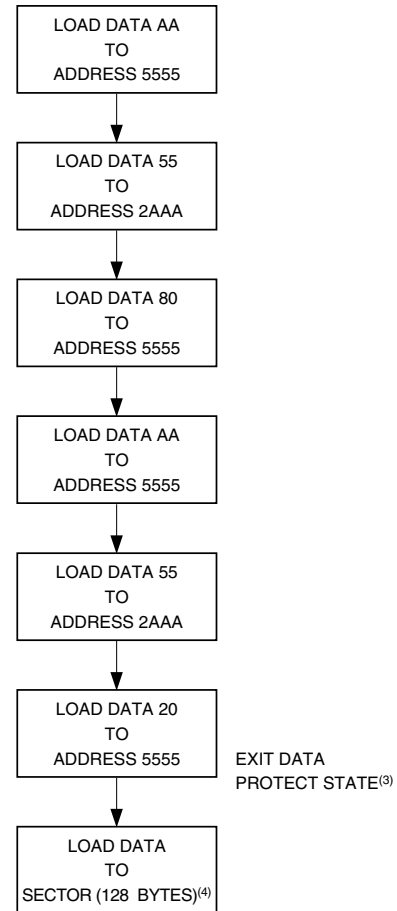 LOAD DATA AA
TO
ADDRESS 5555
LOAD DATA 55
TO
ADDRESS 2AAA
LOAD DATA 80
TO
ADDRESS 5555
LOAD DATA AA
TO
ADDRESS 5555
LOAD DATA 55
TO
ADDRESS 2AAA
LOAD DATA 20
TO
ADDRESS 5555
EXIT DATA
PROTECT STATE(3)
LOAD DATA
TO
SECTOR (128 BYTES)(4)